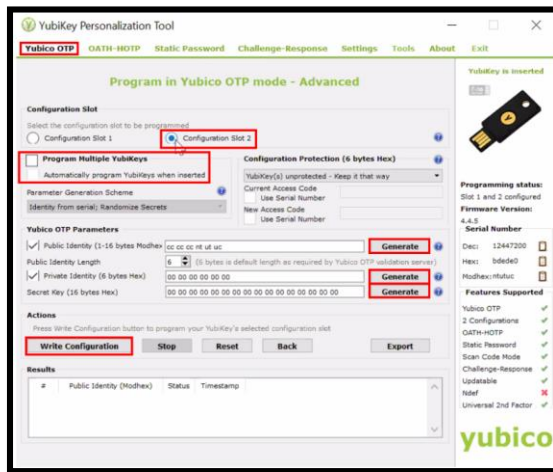 YubiKey Personalization Tool
Yubico OTP OATH-HOTP Static Password Challenge-Response Settings Tools About Exit
Program in Yubico OTP mode - Advanced
Configuration Slot
Select the configuration slot to be programmed
Configuration Slot 1 Configuration Slot 2
Program Multiple YubiKeys
Automatically program YubiKeys when inserted
Parameter Generation Scheme
Identity from serial; Randomize Secrets
Configuration Protection (6 bytes Hex)
YubiKey(s) unprotected - Keep it that way
Current Access Code
Use Serial Number
New Access Code
Use Serial Number
Yubico OTP Parameters
Public Identity (1-16 bytes Modhex) cc cc cc nt ut uc Generate
Public Identity Length 6 (6 bytes is default length as required by Yubico OTP validation server)
Private Identity (6 bytes Hex) 00 00 00 00 00 00 Generate
Secret Key (16 bytes Hex) 00 00 00 00 00 00 00 00 00 00 00 00 00 00 00 00 Generate
Actions
Press Write Configuration button to program your YubiKey's selected configuration slot
Write Configuration Stop Reset Back Export
Results
# Public Identity (Modhex) Status Timestamp
YubiKey is inserted
Programming status:
Slot 1 and 2 configured
Firmware Version:
4.4.5
Serial Number
Dec: 12447200
Hex: bdede0
Modhex: ntutuc
Features Supported
Yubico OTP
2 Configurations
OATH-HOTP
Static Password
Scan Code Mode
Challenge-Response
Updatable
Ndef
Universal 2nd Factor
yubico